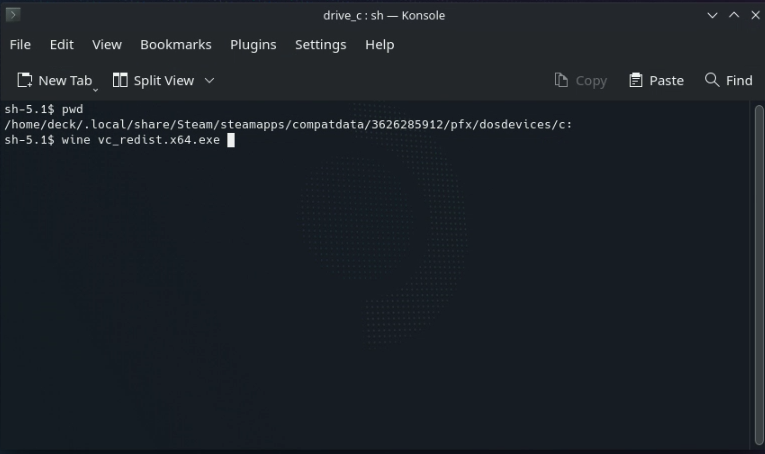 drive_c : sh — Konsole
File Edit View Bookmarks Plugins Settings Help
New Tab Split View Copy Paste Find
sh-5.1$ pwd
/home/deck/.local/share/Steam/steamapps/compatdata/3626285912/pfx/dosdevices/c:
sh-5.1$ wine vc_redist.x64.exe